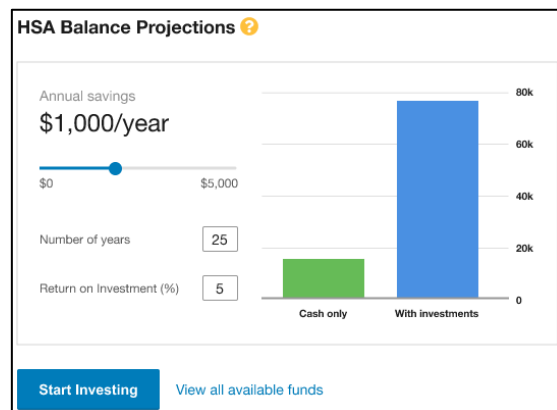 HSA Balance Projections ?
Annual savings
$1,000/year
$0 $5,000
Number of years 25
Return on Investment (%) 5
80k
60k
40k
20k
0
Cash only With investments
Start Investing View all available funds